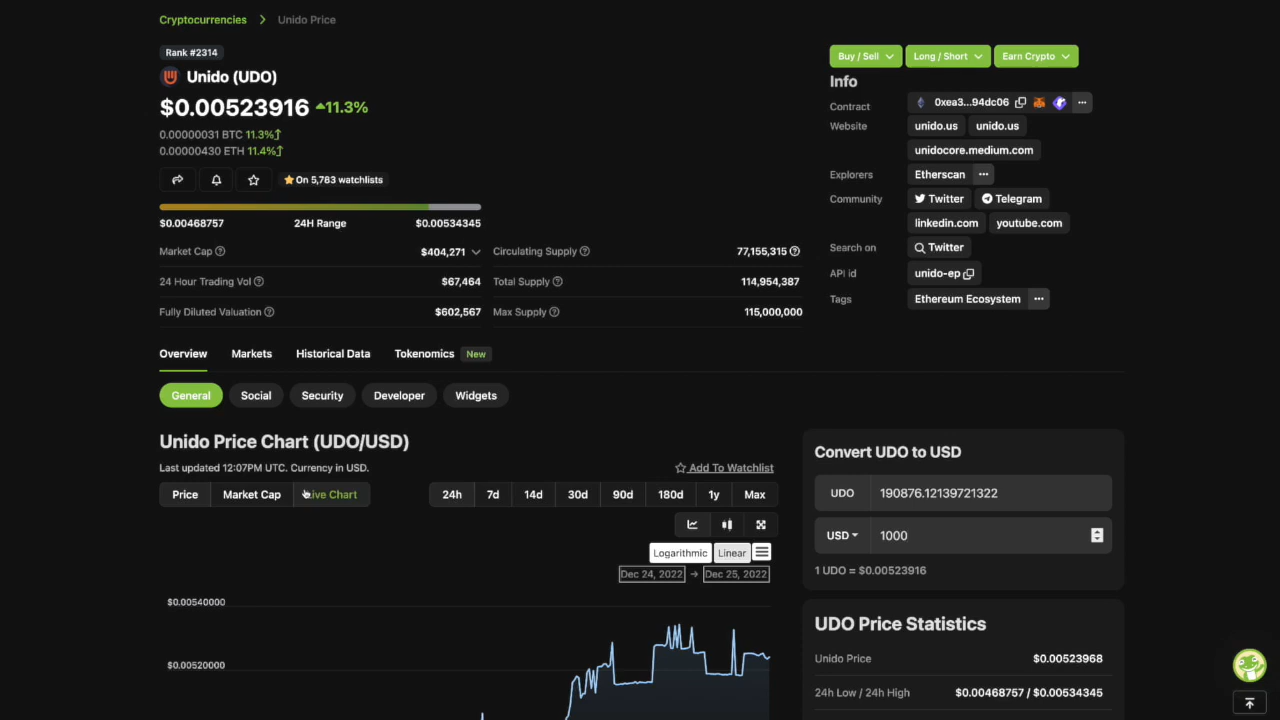 Cryptocurrencies > Unido Price
Rank #2314
Unido (UDO)
$0.00523916 11.3%
0.00000031 BTC 11.3%
0.00000430 ETH 11.4%
On 5,783 watchlists
$0.00468757 24H Range $0.00534345
Market Cap $404,271
24 Hour Trading Vol $67,464
Fully Diluted Valuation $602,567
Circulating Supply 77,155,315
Total Supply 114,954,387
Max Supply 115,000,000
Buy / Sell Long / Short Earn Crypto
Info
Contract 0xea3...94dc06 ...
Website unido.us unido.us
unidocore.medium.com
Explorers Etherscan ...
Community Twitter Telegram
linkedin.com youtube.com
Search on Twitter
API id unido-ep
Tags Ethereum Ecosystem ...
Overview Markets Historical Data Tokenomics New
General Social Security Developer Widgets
Unido Price Chart (UDO/USD)
Last updated 12:07PM UTC. Currency in USD.
Add To Watchlist
Price Market Cap Live Chart
24h 7d 14d 30d 90d 180d 1y Max
Logarithmic Linear
Dec 24, 2022 → Dec 25, 2022
$0.00540000
$0.00520000
Convert UDO to USD
UDO 190876.12139721322
USD 1000
1 UDO = $0.00523916
UDO Price Statistics
Unido Price $0.00523968
24h Low / 24h High $0.00468757 / $0.00534345